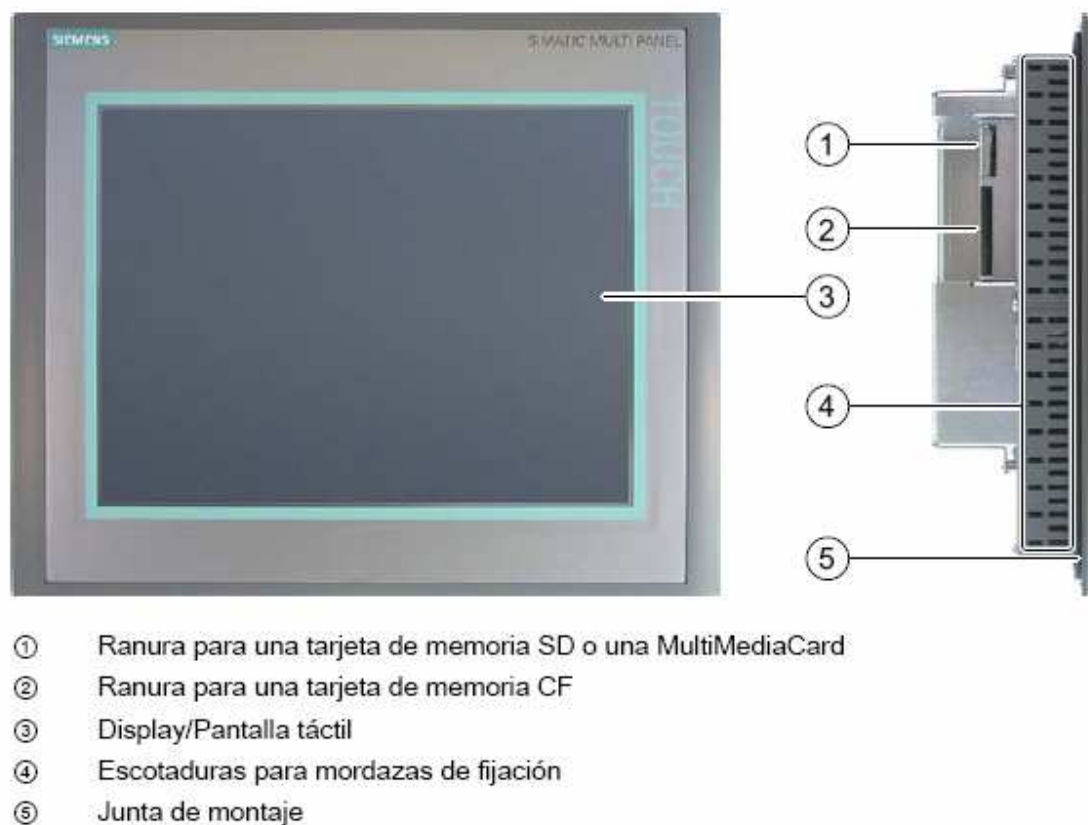 SIEMENS
SIMATIC MULTI PANEL
TOUCH
1
2
3
4
5
① Ranura para una tarjeta de memoria SD o una MultiMediaCard
② Ranura para una tarjeta de memoria CF
③ Display/Pantalla táctil
④ Escotaduras para mordazas de fijación
⑤ Junta de montaje